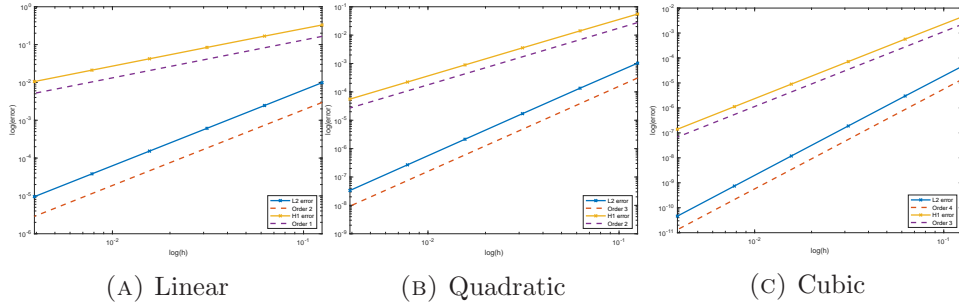 10^0
10^-1
10^-2
10^-3
10^-4
10^-5
10^-6
log(error)
10^-2
10^-1
log(h)
L2 error
Order 2
H1 error
Order 1
(A) Linear
10^-1
10^-2
10^-3
10^-4
10^-5
10^-6
10^-7
10^-8
10^-9
log(error)
10^-2
10^-1
log(h)
L2 error
Order 3
H1 error
Order 2
(B) Quadratic
10^-2
10^-3
10^-4
10^-5
10^-6
10^-7
10^-8
10^-9
10^-10
10^-11
log(error)
10^-2
10^-1
log(h)
L2 error
Order 4
H1 error
Order 3
(C) Cubic